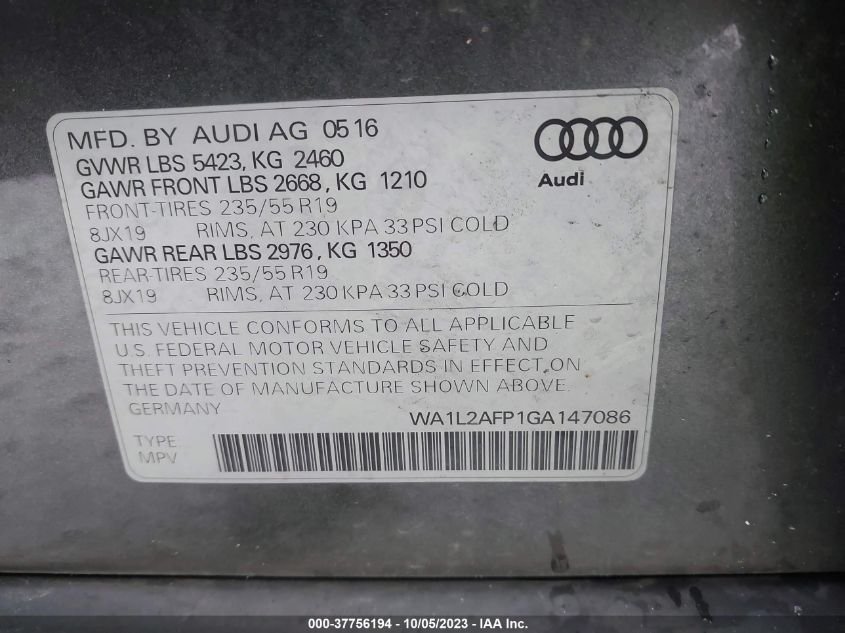 MFD. BY AUDI AG 05 16
GVWR LBS 5423, KG 2460
GAWR FRONT LBS 2668, KG 1210
FRONT-TIRES 235/55 R19
8JX19 RIMS, AT 230 KPA 33 PSI COLD
GAWR REAR LBS 2976, KG 1350
REAR-TIRES 235/55 R19
8JX19 RIMS, AT 230 KPA 33 PSI COLD
Audi
THIS VEHICLE CONFORMS TO ALL APPLICABLE
U.S. FEDERAL MOTOR VEHICLE SAFETY AND
THEFT PREVENTION STANDARDS IN EFFECT ON
THE DATE OF MANUFACTURE SHOWN ABOVE.
GERMANY
WA1L2AFP1GA147086
TYPE:
MPV
000-37756194 - 10/05/2023 - IAA Inc.